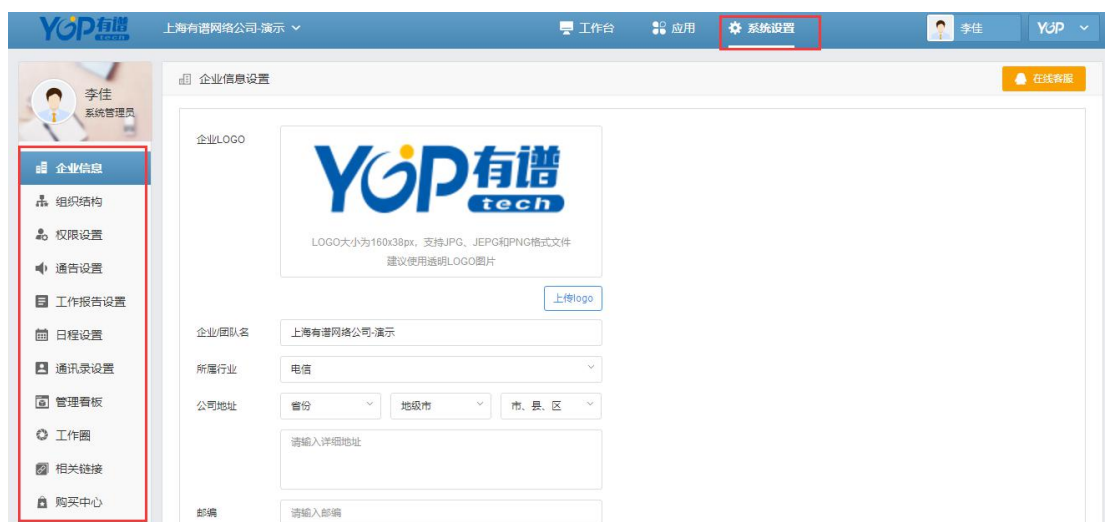 YOP有谱 tech 上海有谱网络公司-演示 工作台 应用 系统设置 李佳 YOP
李佳
系统管理员
企业信息
组织结构
权限设置
通告设置
工作报告设置
日程设置
通讯录设置
管理看板
工作圈
相关链接
购买中心
企业信息设置 在线客服
企业LOGO
YOP有谱
tech
LOGO大小为160x38px，支持JPG、JEPG和PNG格式文件
建议使用透明LOGO图片
上传logo
企业/团队名 上海有谱网络公司-演示
所属行业 电信
公司地址 省份 地级市 市、县、区
请输入详细地址
邮编 请输入邮编